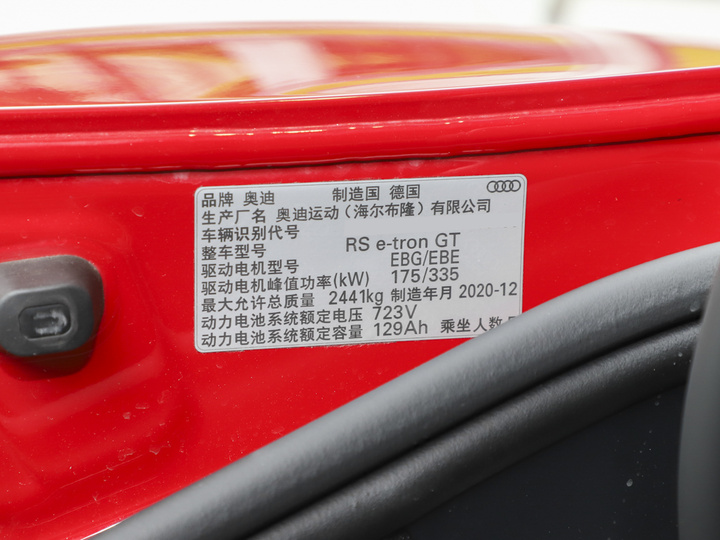 品牌 奥迪 制造国 德国
生产厂名 奥迪运动（海尔布隆）有限公司
车辆识别代号
整车型号 RS e-tron GT
驱动电机型号 EBG/EBE
驱动电机峰值功率(kW) 175/335
最大允许总质量 2441kg 制造年月 2020-12
动力电池系统额定电压 723V
动力电池系统额定容量 129Ah 乘坐人数